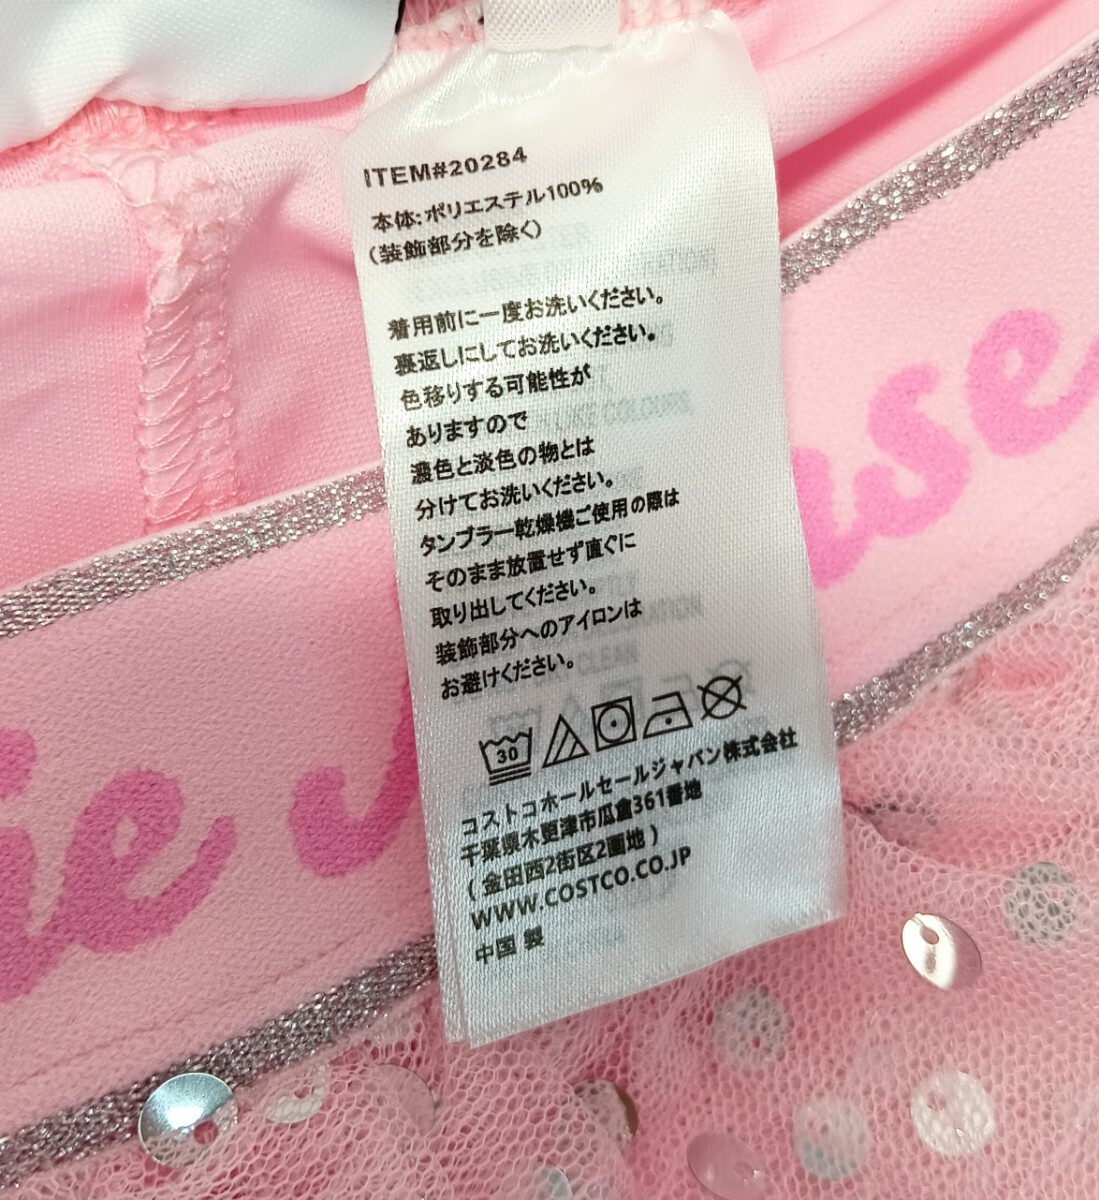 ITEM#20284
本体:ポリエステル100%
(装飾部分を除く)
着用前に一度お洗いください。
裏返しにしてお洗いください。
色移りする可能性が
ありますので
濃色と淡色の物とは
分けてお洗いください。
タンブラー乾燥機ご使用の際は
そのまま放置せず直ぐに
取り出してください。
装飾部分へのアイロンは
お避けください。
30
コストコホールセールジャパン株式会社
千葉県木更津市瓜倉361番地
(金田西2街区2画地)
WWW.COSTCO.CO.JP
中国 製
ie
use